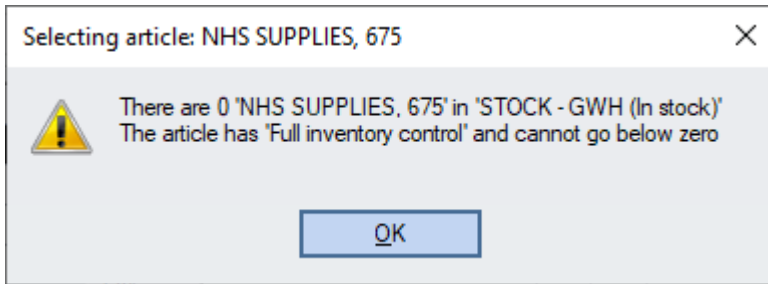 Selecting article: NHS SUPPLIES, 675
There are 0 'NHS SUPPLIES, 675' in 'STOCK - GWH (In stock)'
The article has 'Full inventory control' and cannot go below zero
OK